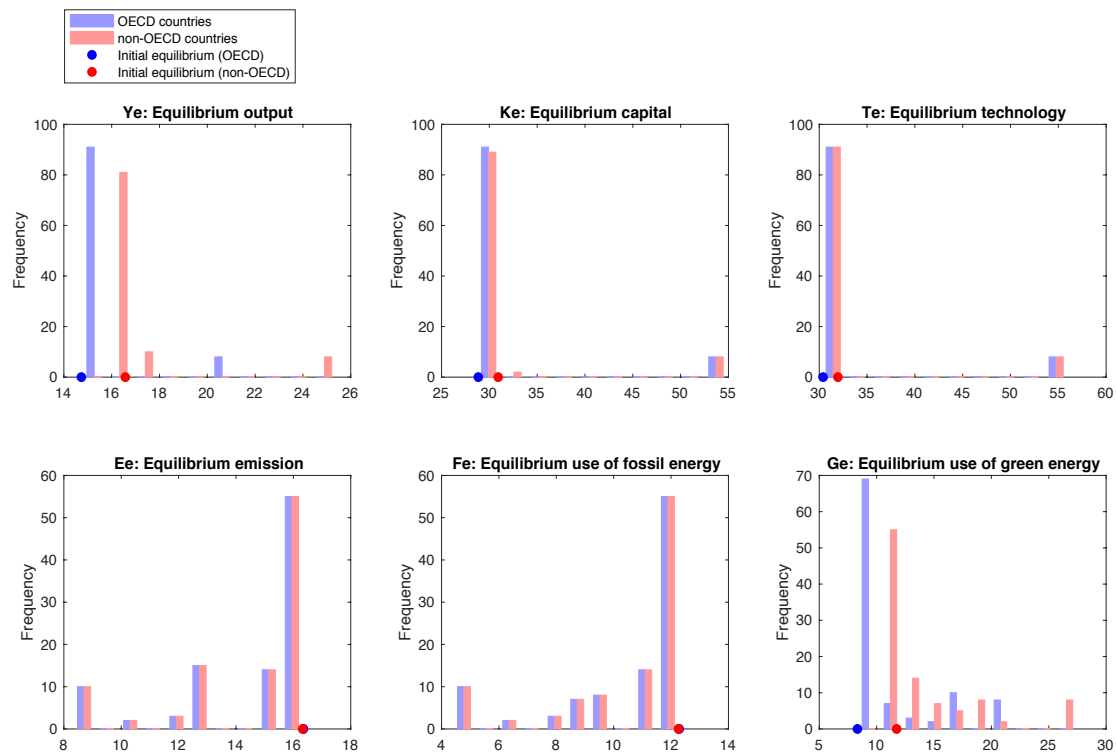 OECD countries
non-OECD countries
Initial equilibrium (OECD)
Initial equilibrium (non-OECD)
Ye: Equilibrium output
Frequency
100
80
60
40
20
0
14 16 18 20 22 24 26
Ke: Equilibrium capital
Frequency
100
80
60
40
20
0
25 30 35 40 45 50 55
Te: Equilibrium technology
Frequency
100
80
60
40
20
0
30 35 40 45 50 55 60
Ee: Equilibrium emission
Frequency
60
50
40
30
20
10
0
8 10 12 14 16 18
Fe: Equilibrium use of fossil energy
Frequency
60
50
40
30
20
10
0
4 6 8 10 12 14
Ge: Equilibrium use of green energy
Frequency
70
60
50
40
30
20
10
0
5 10 15 20 25 30